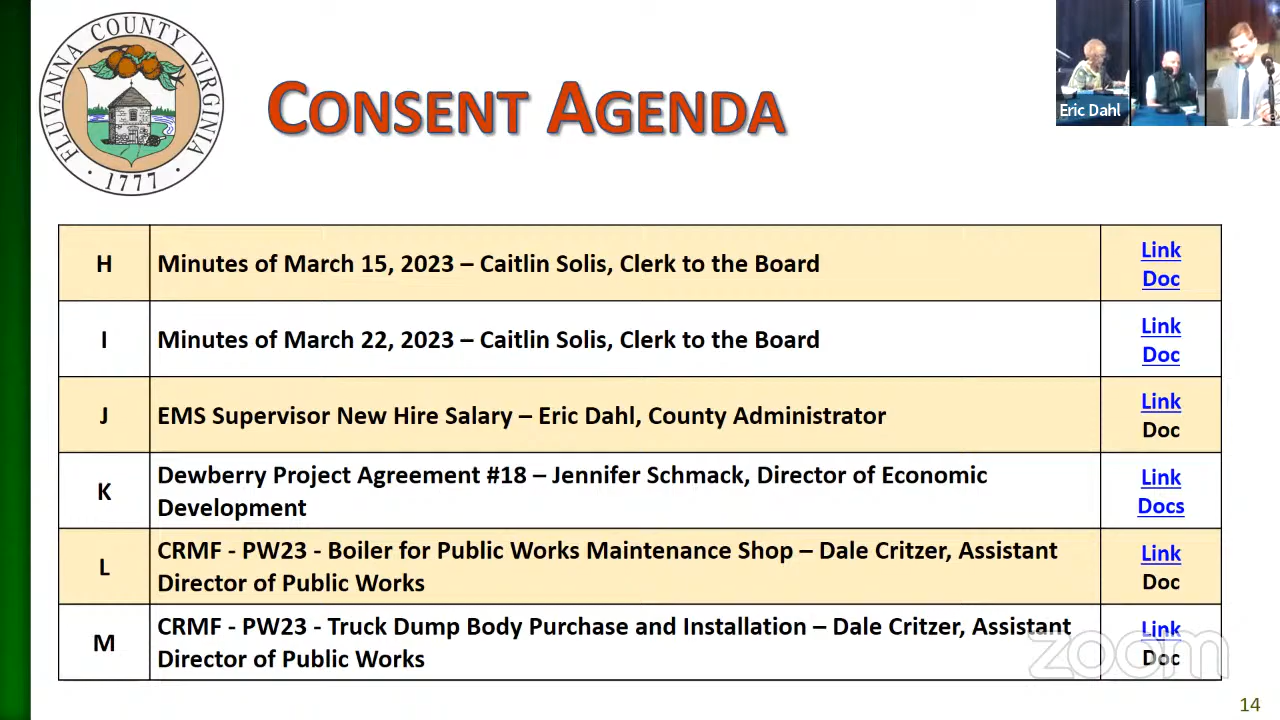 FLUVANNA COUNTY VIRGINIA
1777
CONSENT AGENDA
Eric Dahl
H
Minutes of March 15, 2023 – Caitlin Solis, Clerk to the Board
Link
Doc
I
Minutes of March 22, 2023 – Caitlin Solis, Clerk to the Board
Link
Doc
J
EMS Supervisor New Hire Salary – Eric Dahl, County Administrator
Link
Doc
K
Dewberry Project Agreement #18 – Jennifer Schmack, Director of Economic
Development
Link
Docs
L
CRMF - PW23 - Boiler for Public Works Maintenance Shop – Dale Critzer, Assistant
Director of Public Works
Link
Doc
M
CRMF - PW23 - Truck Dump Body Purchase and Installation – Dale Critzer, Assistant
Director of Public Works
Link
Doc
zoom
14